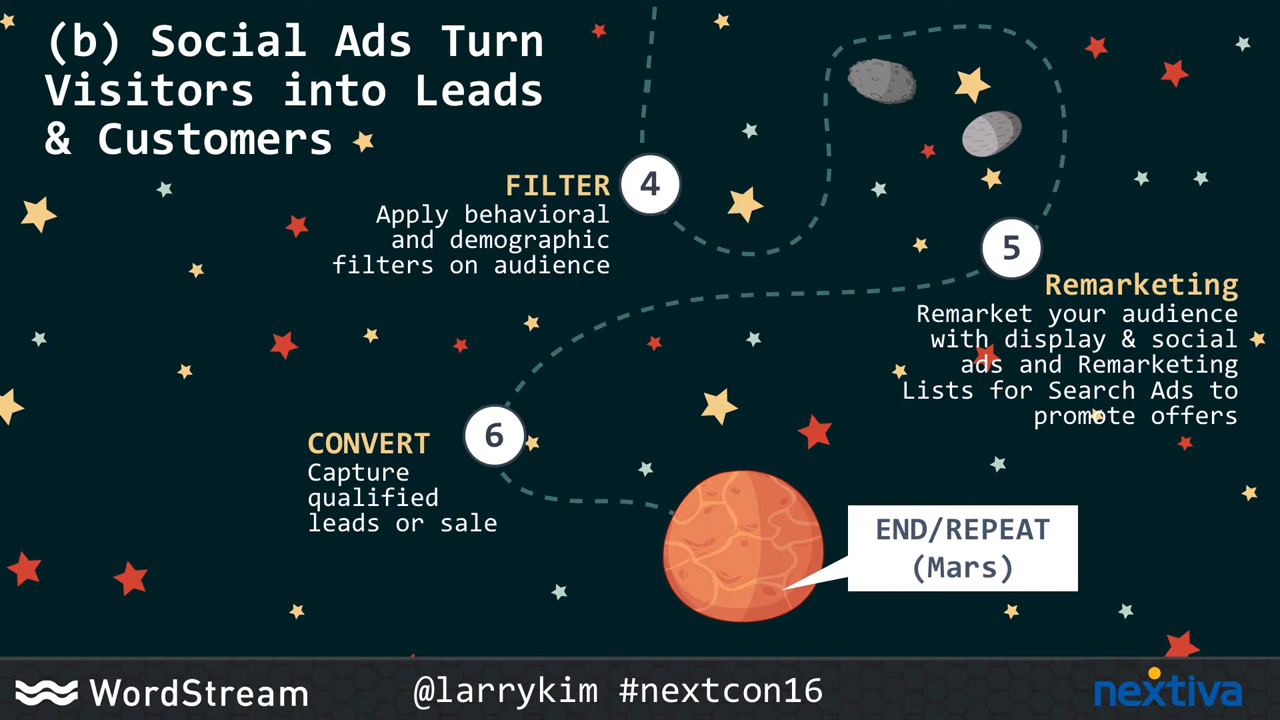 (b) Social Ads Turn
Visitors into Leads
& Customers
4
FILTER
Apply behavioral
and demographic
filters on audience
5
Remarketing
Remarket your audience
with display & social
ads and Remarketing
Lists for Search Ads to
promote offers
6
CONVERT
Capture
qualified
leads or sale
END/REPEAT
(Mars)
WordStream
@larrykim #nextcon16
nextiva